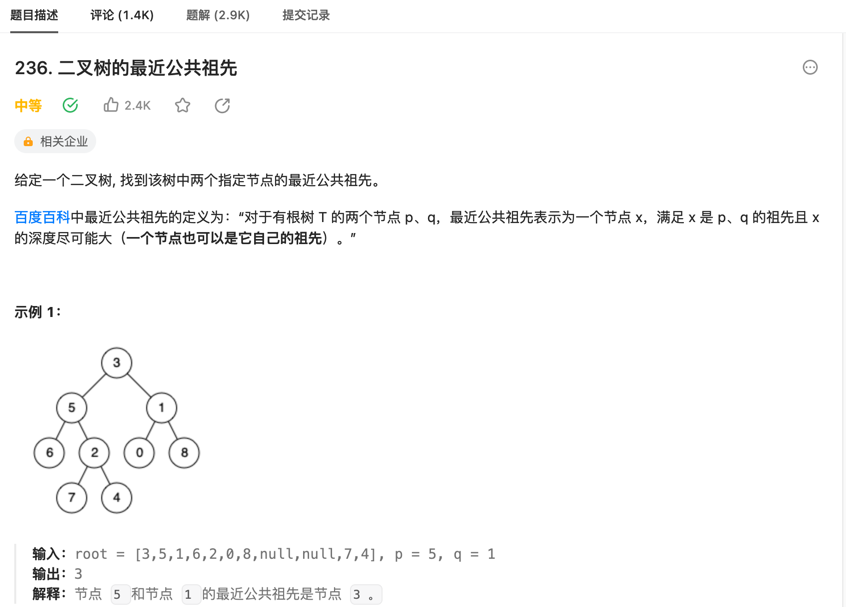 题目描述 评论 (1.4K) 题解 (2.9K) 提交记录
236. 二叉树的最近公共祖先
中等 2.4K
相关企业
给定一个二叉树, 找到该树中两个指定节点的最近公共祖先。
百度百科中最近公共祖先的定义为：“对于有根树 T 的两个节点 p、q，最近公共祖先表示为一个节点 x，满足 x 是 p、q 的祖先且 x
的深度尽可能大（一个节点也可以是它自己的祖先）。”
示例 1：
3
5 1
6 2 0 8
7 4
输入：root = [3,5,1,6,2,0,8,null,null,7,4], p = 5, q = 1
输出：3
解释：节点 5 和节点 1 的最近公共祖先是节点 3 。